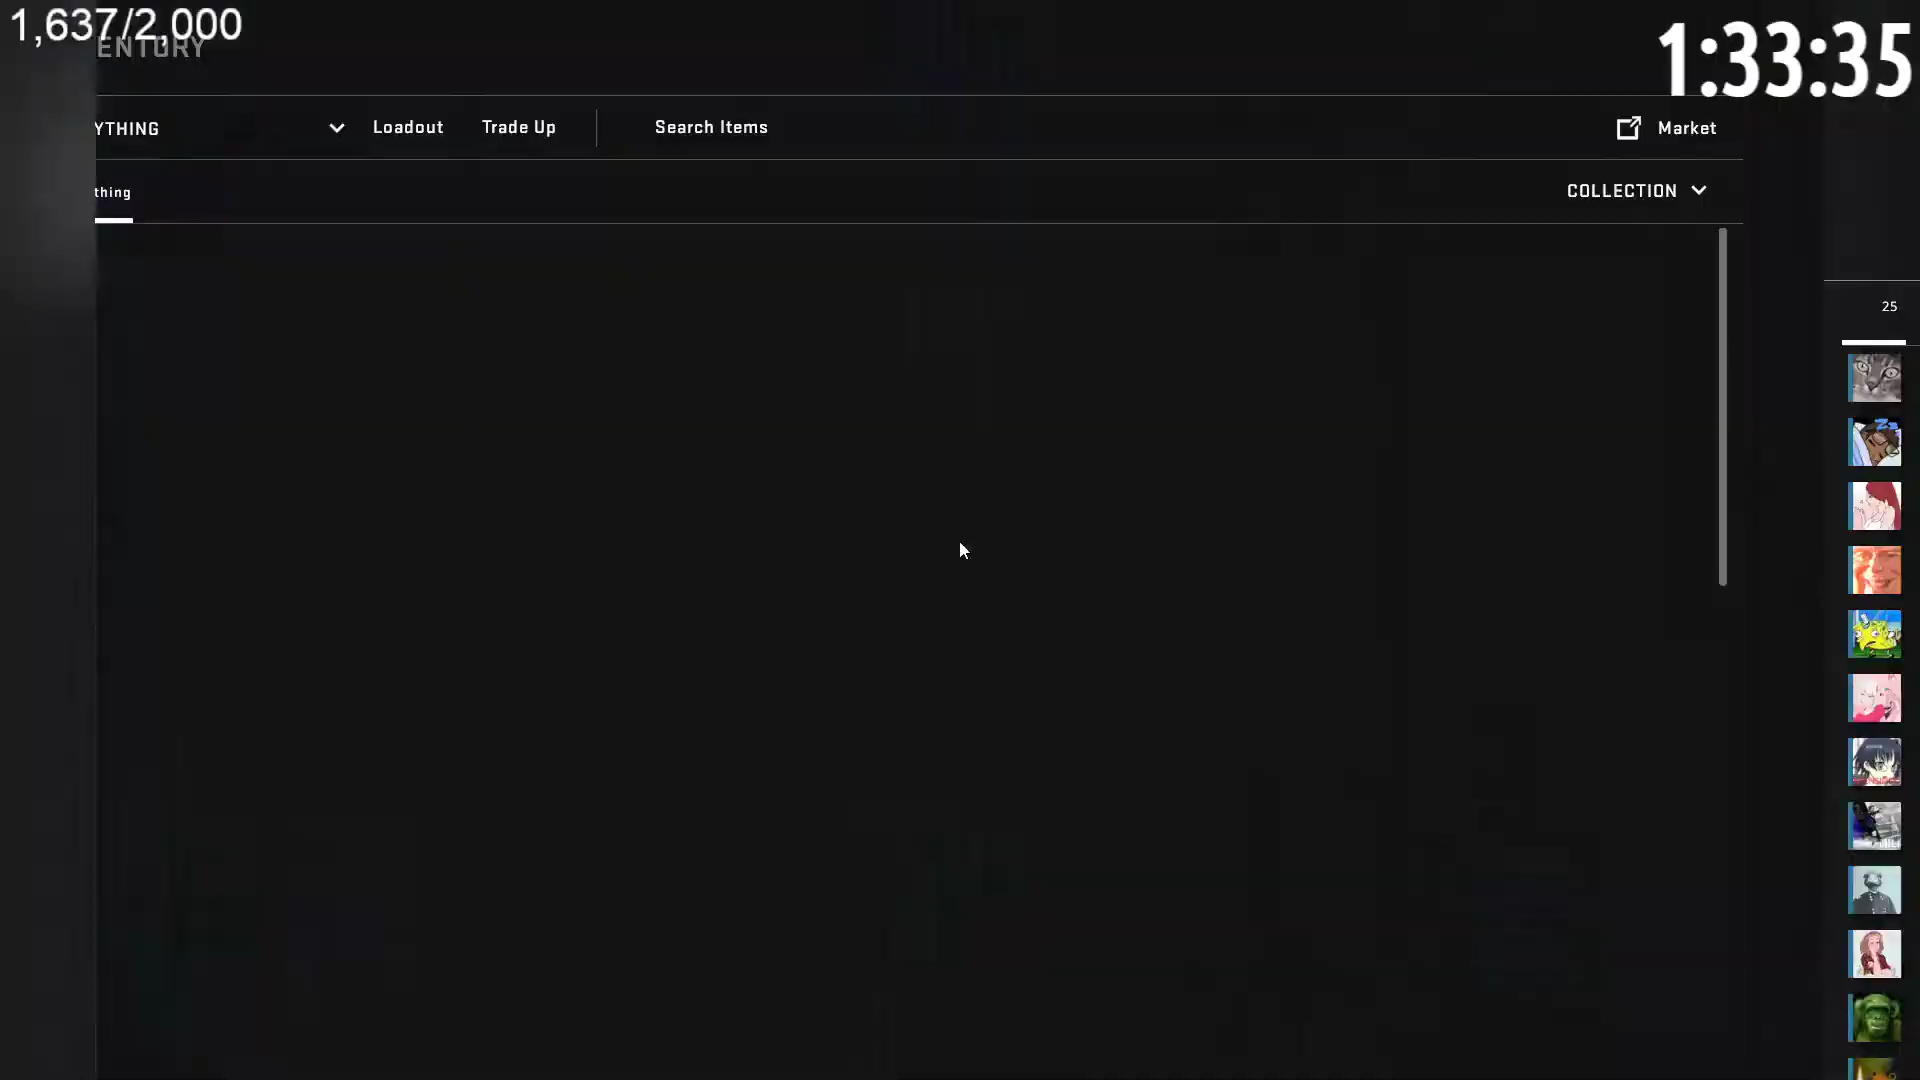 1,637/2,000
ENTORY
1:33:35
YTHING
Loadout
Trade Up
Search Items
Market
thing
COLLECTION
25